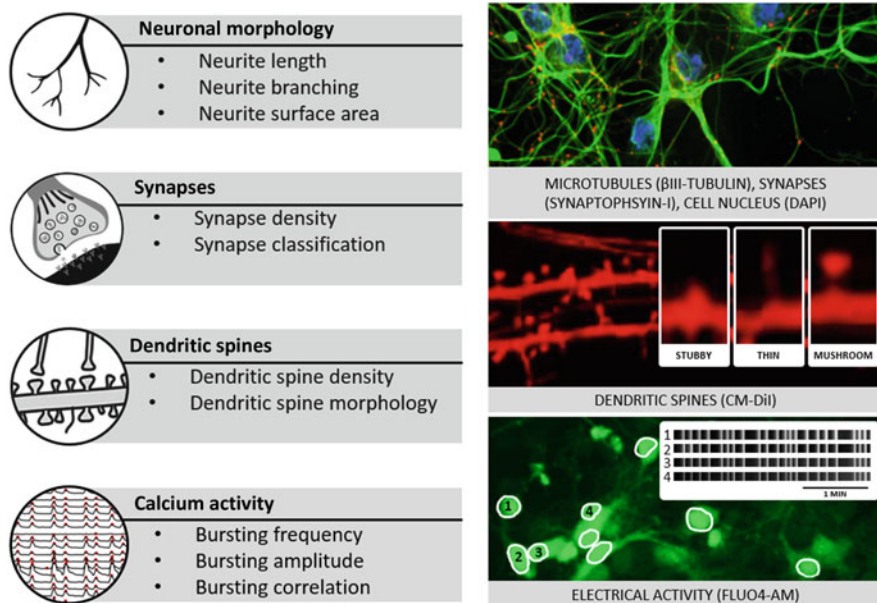 Neuronal morphology
• Neurite length
• Neurite branching
• Neurite surface area
Synapses
• Synapse density
• Synapse classification
Dendritic spines
• Dendritic spine density
• Dendritic spine morphology
Calcium activity
• Bursting frequency
• Bursting amplitude
• Bursting correlation
MICROTUBULES (βIII-TUBULIN), SYNAPSES
(SYNAPTOPHSYIN-I), CELL NUCLEUS (DAPI)
STUBBY THIN MUSHROOM
DENDRITIC SPINES (CM-DiI)
1
2
3
4
1 MIN
1
4
2 3
ELECTRICAL ACTIVITY (FLUO4-AM)